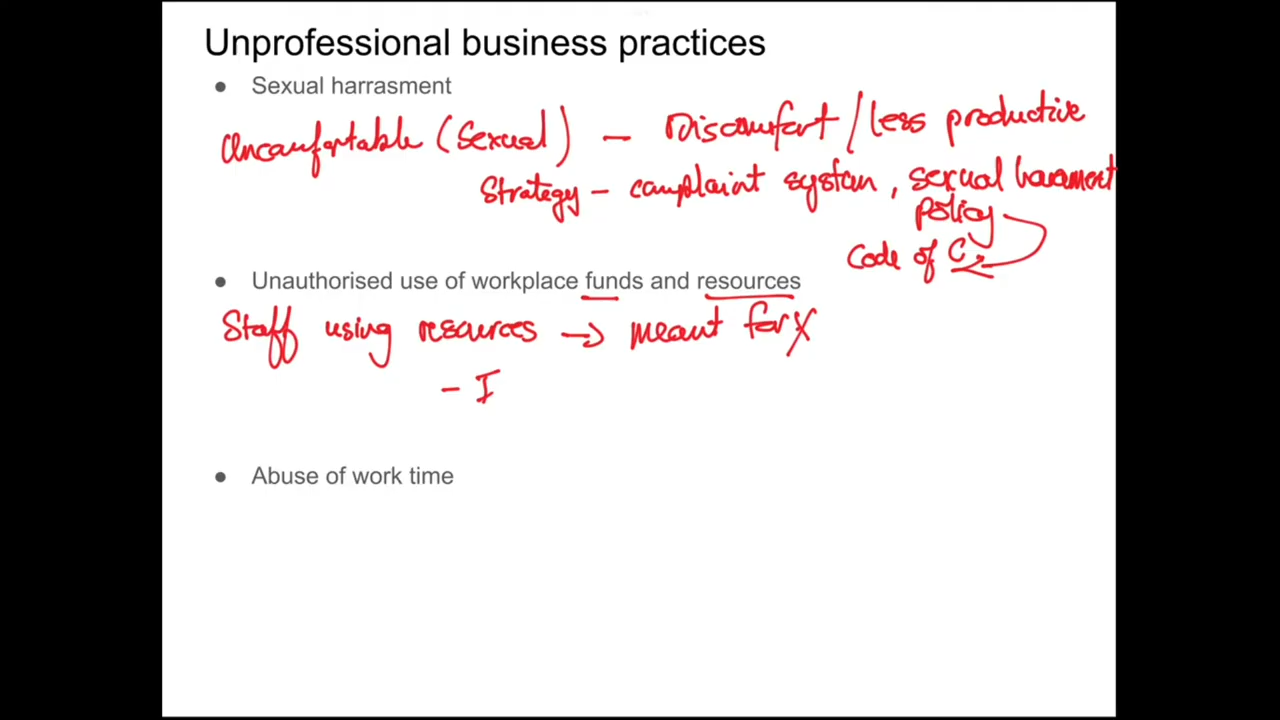 Unprofessional business practices
● Sexual harrasment
Uncomfortable (Sexual) – Discomfort / less productive
Strategy – complaint system, sexual harasment
policy
Code of C.
● Unauthorised use of workplace funds and resources
Staff using resources → meant for X
– I
● Abuse of work time